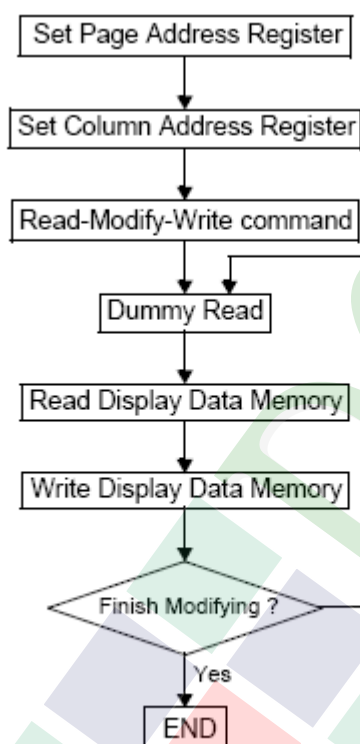 Set Page Address Register
Set Column Address Register
Read-Modify-Write command
Dummy Read
Read Display Data Memory
Write Display Data Memory
Finish Modifying ?
Yes
END